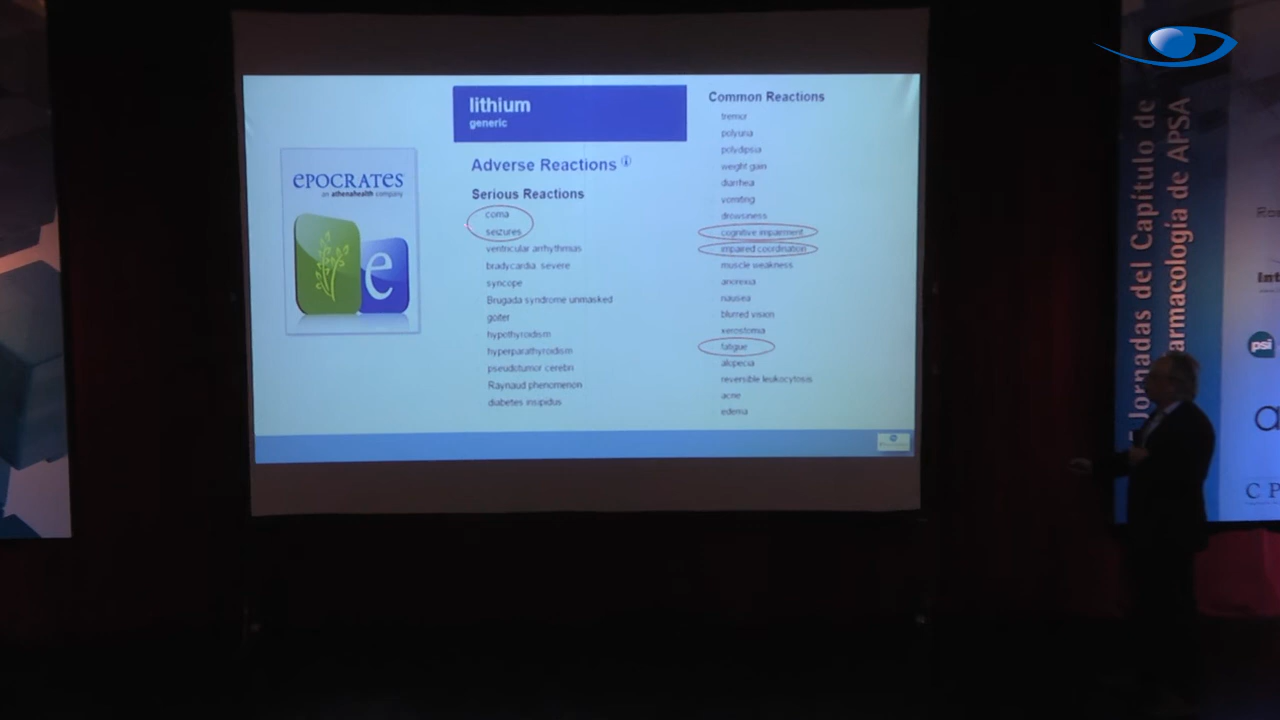 lithium
generic
EPOCRATES
an athenahealth company
e
Adverse Reactions
Serious Reactions
coma
seizures
ventricular arrhythmias
bradycardia, severe
syncope
Brugada syndrome unmasked
goiter
hypothyroidism
hyperparathyroidism
pseudotumor cerebri
Raynaud phenomenon
diabetes insipidus
Common Reactions
tremor
polyuria
polydipsia
weight gain
diarrhea
vomiting
drowsiness
cognitive impairment
impaired coordination
muscle weakness
anorexia
nausea
blurred vision
xerostomia
fatigue
alopecia
reversible leukocytosis
acne
edema
Jornadas del Capítulo de
armacología de APSA
Int
psi
C P